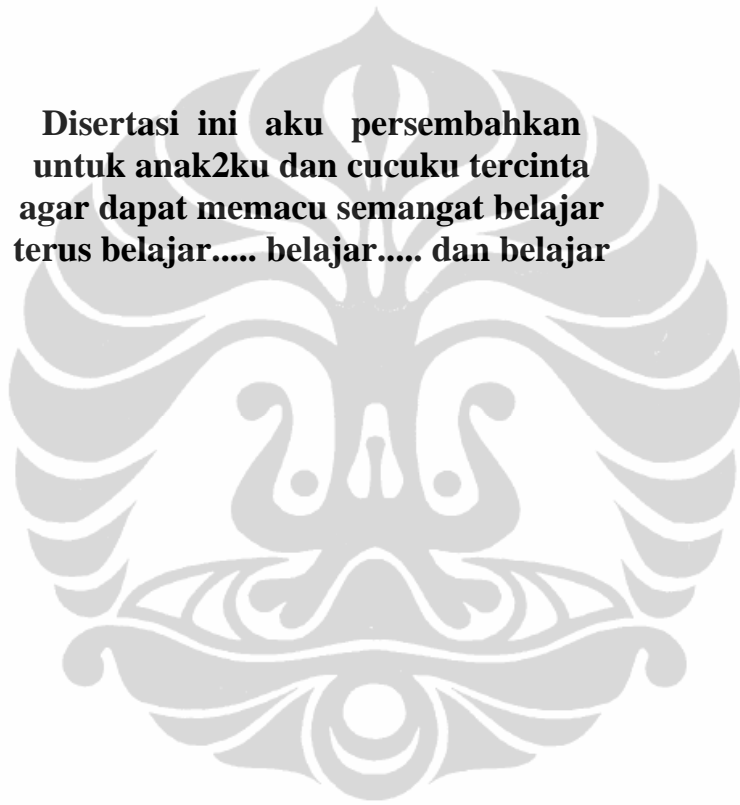 Disertasi ini aku persembahkan
untuk anak2ku dan cucuku tercinta
agar dapat memacu semangat belajar
terus belajar..... belajar..... dan belajar